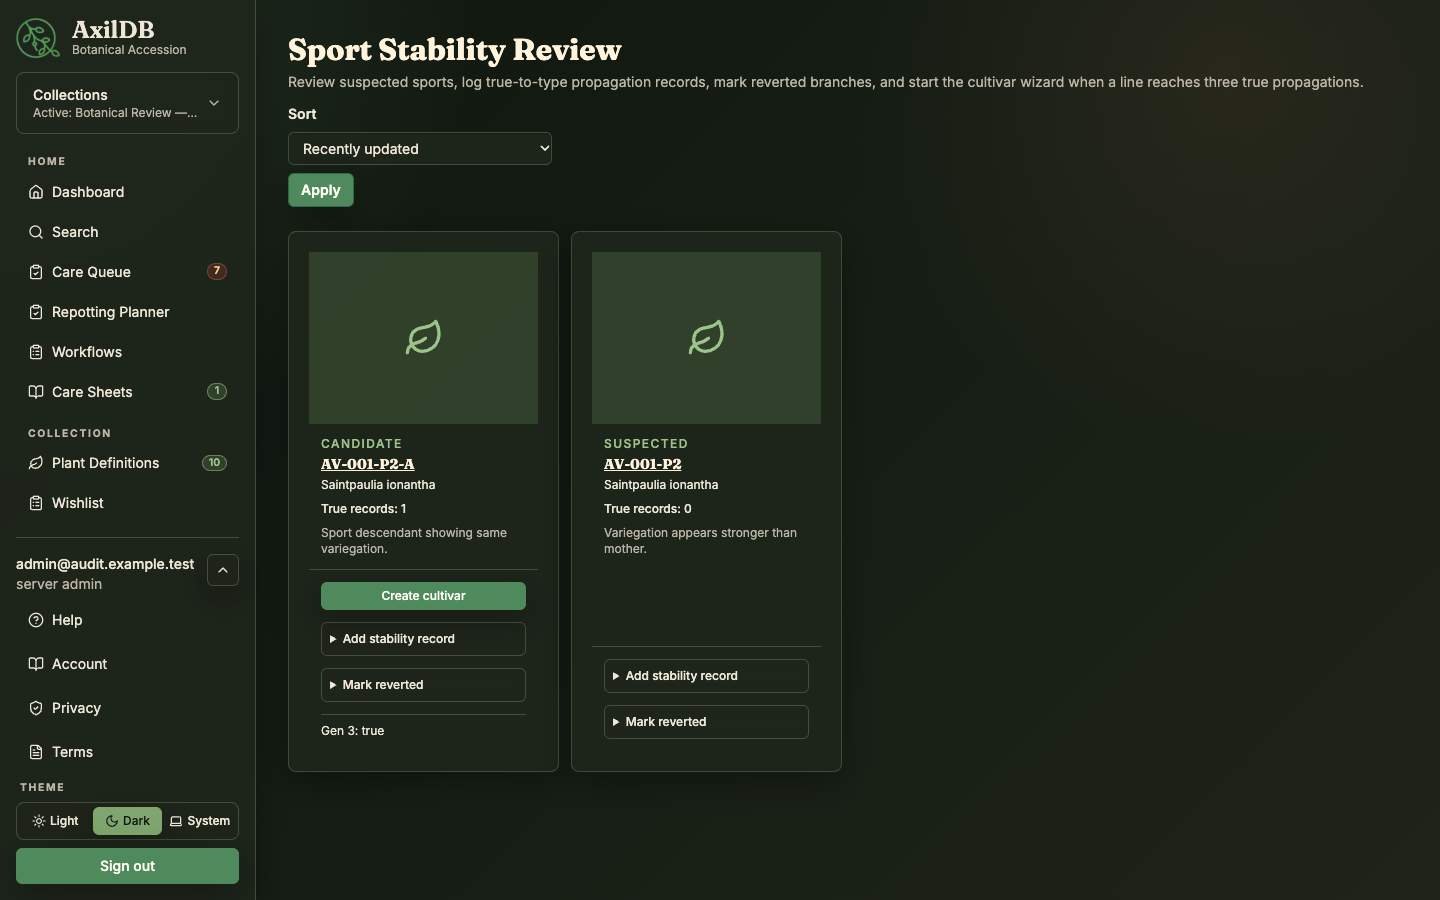 AxilDB
Botanical Accession
Collections
Active: Botanical Review —...
HOME
Dashboard
Search
Care Queue
7
Repotting Planner
Workflows
Care Sheets
1
COLLECTION
Plant Definitions
10
Wishlist
admin@audit.example.test
server admin
Help
Account
Privacy
Terms
THEME
Light
Dark
System
Sign out
Sport Stability Review
Review suspected sports, log true-to-type propagation records, mark reverted branches, and start the cultivar wizard when a line reaches three true propagations.
Sort
Recently updated
Apply
CANDIDATE
AV-001-P2-A
Saintpaulia ionantha
True records: 1
Sport descendant showing same
variegation.
Create cultivar
Add stability record
Mark reverted
Gen 3: true
SUSPECTED
AV-001-P2
Saintpaulia ionantha
True records: 0
Variegation appears stronger than
mother.
Add stability record
Mark reverted